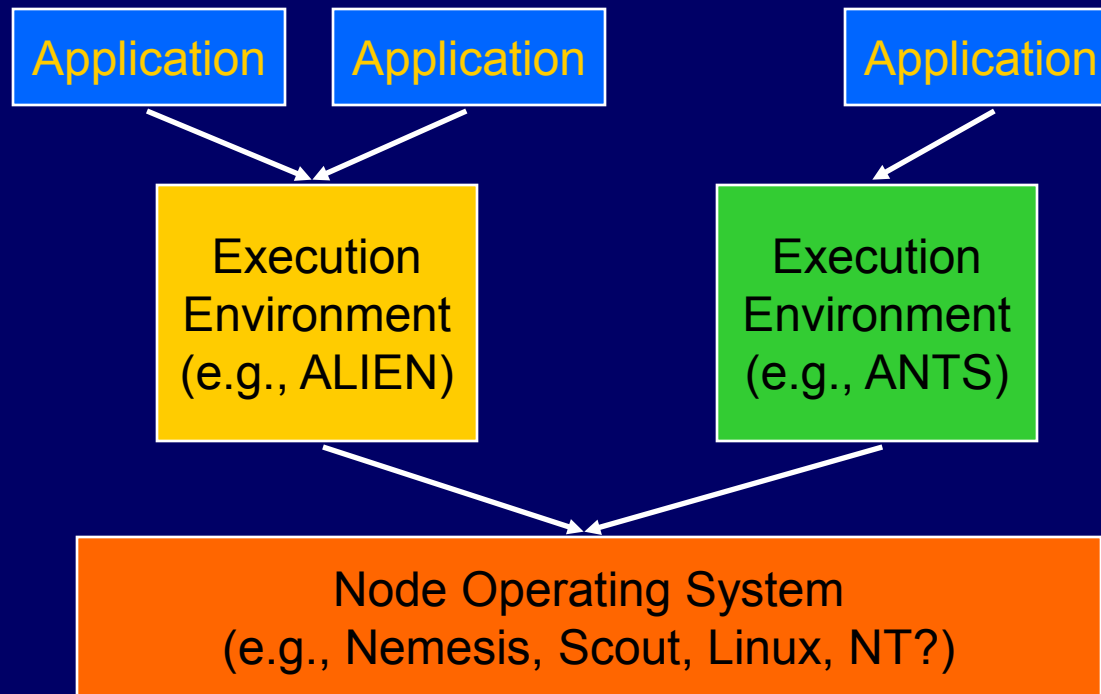 Application
Application
Application
Execution
Environment
(e.g., ALIEN)
Execution
Environment
(e.g., ANTS)
Node Operating System
(e.g., Nemesis, Scout, Linux, NT?)